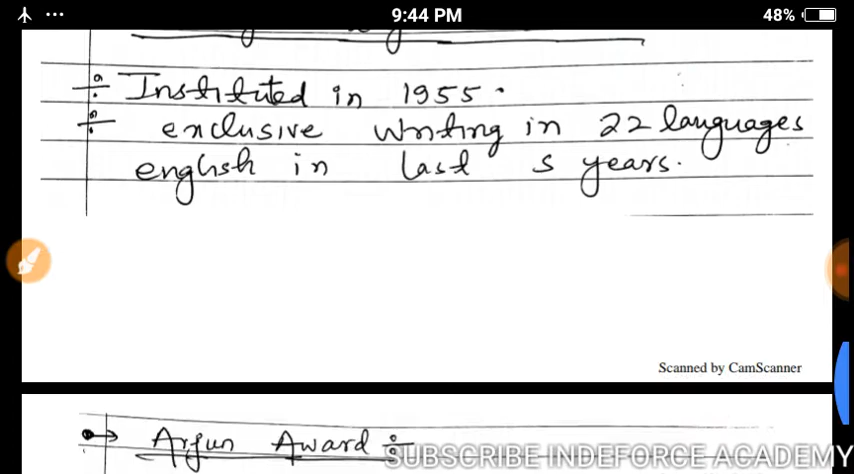 9:44 PM
48%
Instituted in 1955.
exclusive writing in 22 languages
english in last 5 years.
Scanned by CamScanner
Arjun Award
SUBSCRIBE INDEFORCE ACADEMY